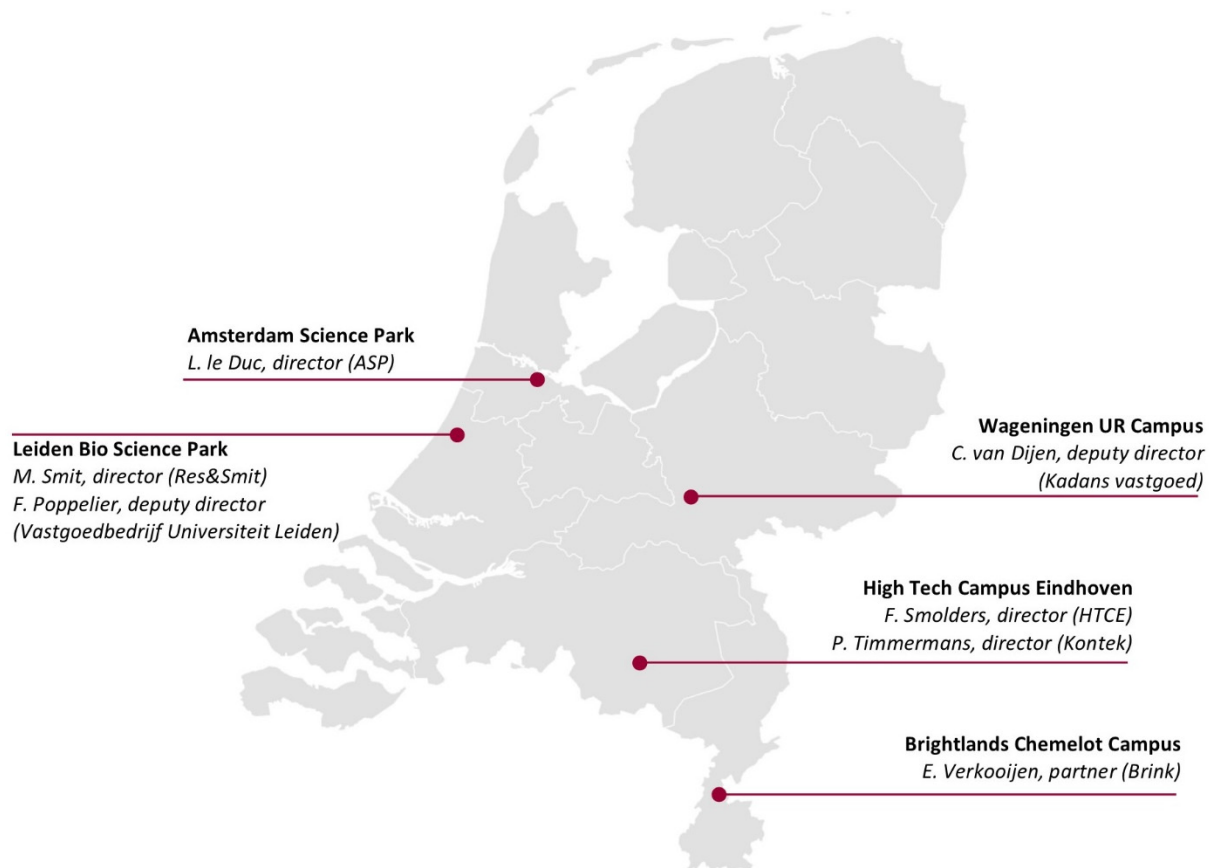 Amsterdam Science Park
L. le Duc, director (ASP)
Leiden Bio Science Park
M. Smit, director (Res&Smit)
F. Poppelier, deputy director
(Vastgoedbedrijf Universiteit Leiden)
Wageningen UR Campus
C. van Dijen, deputy director
(Kadans vastgoed)
High Tech Campus Eindhoven
F. Smolders, director (HTCE)
P. Timmermans, director (Kontek)
Brightlands Chemelot Campus
E. Verkooijen, partner (Brink)